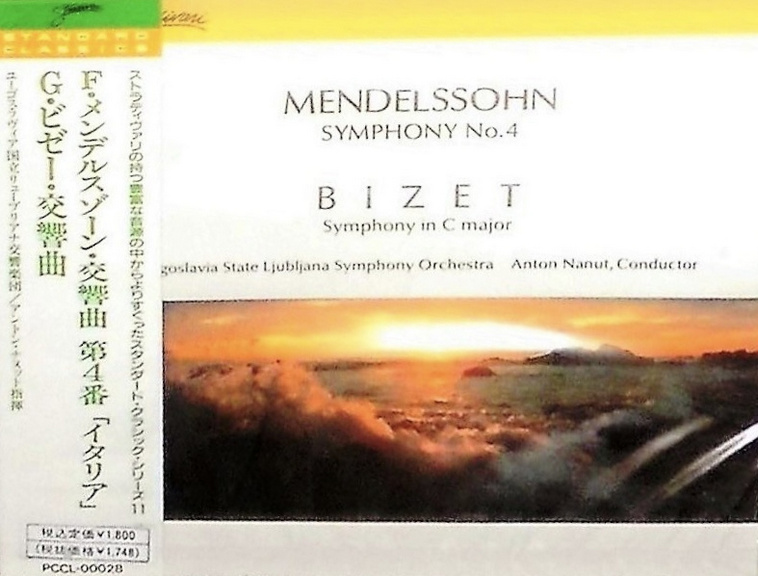 STANDARD
CLASSICS
ストラディヴァリの持つ豊富な音源の中からよりすぐったスタンダード・クラシック・シリーズ11
F・メンデルスゾーン・交響曲 第4番「イタリア」
G・ビゼー・交響曲
ユーゴスラヴィア国立リューブリアナ交響楽団/アントン・ナヌット指揮
税込定価¥1,800
(税抜価格¥1,748)
PCCL-00028
MENDELSSOHN
SYMPHONY No.4
BIZET
Symphony in C major
goslavia State Ljubljana Symphony Orchestra Anton Nanut, Conductor